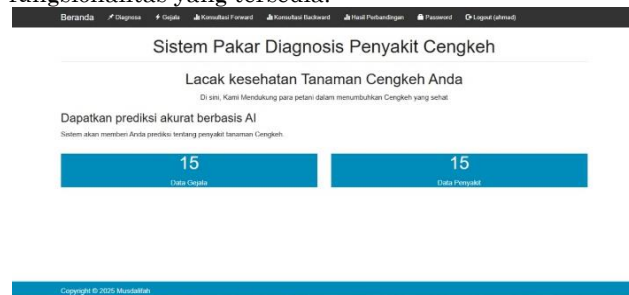 fungsionalitas yang tersedia.
Beranda Diagnosa Gejala Konsultasi Forward Konsultasi Backward Hasil Perbandingan Password Logout (ahmad)
Sistem Pakar Diagnosis Penyakit Cengkeh
Lacak kesehatan Tanaman Cengkeh Anda
Di sini, Kami Mendukung para petani dalam menumbuhkan Cengkeh yang sehat
Dapatkan prediksi akurat berbasis AI
Sistem akan memberi Anda prediksi tentang penyakit tanaman Cengkeh.
15 15
Data Gejala Data Penyakit
Copyright © 2025 Musdalifah